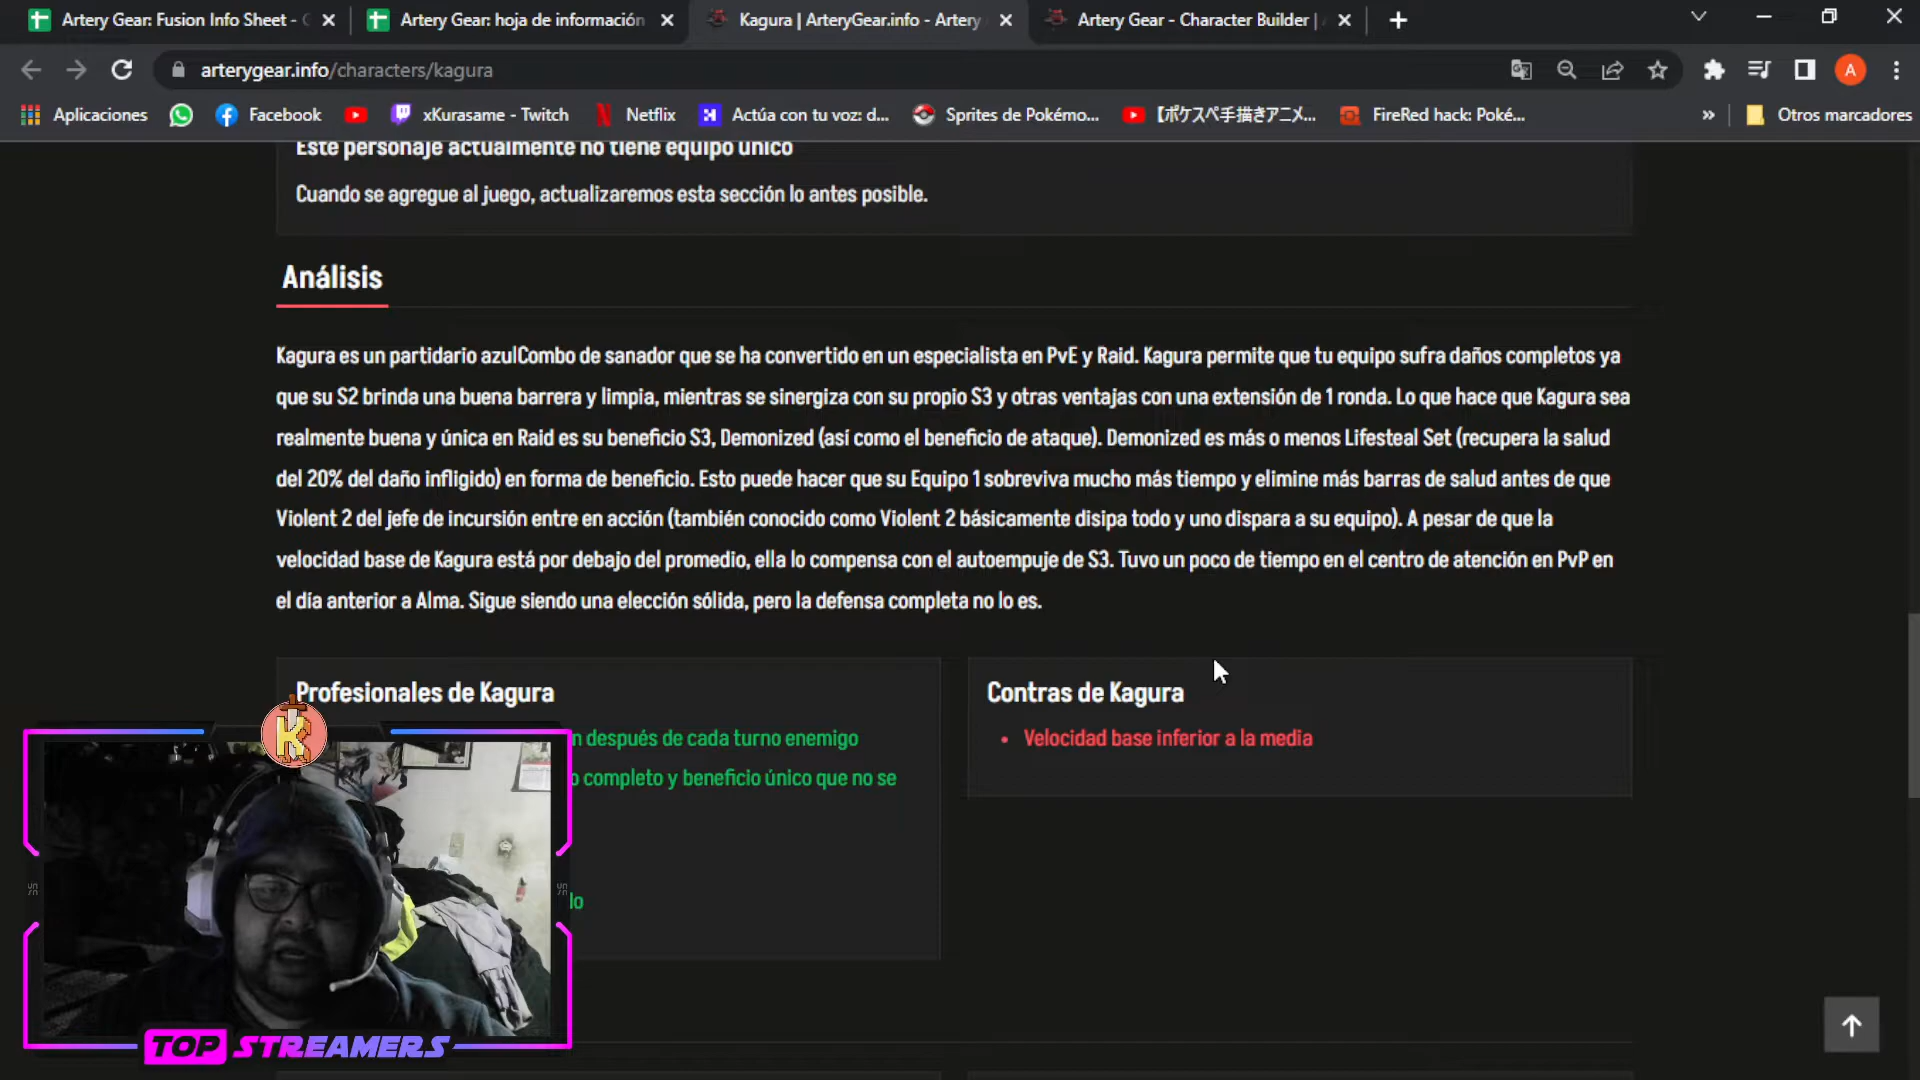 Artery Gear: Fusion Info Sheet -
Artery Gear: hoja de información
Kagura | ArteryGear.info - Artery
Artery Gear - Character Builder |
arterygear.info/characters/kagura
A
Aplicaciones
Facebook
xKurasame - Twitch
Netflix
Actúa con tu voz: d...
Sprites de Pokémo...
【ポケスペ手描きアニメ...
FireRed hack: Poké...
»
Otros marcadores
Este personaje actualmente no tiene equipo único
Cuando se agregue al juego, actualizaremos esta sección lo antes posible.
Análisis
Kagura es un partidario azulCombo de sanador que se ha convertido en un especialista en PvE y Raid. Kagura permite que tu equipo sufra daños completos ya
que su S2 brinda una buena barrera y limpia, mientras se sinergiza con su propio S3 y otras ventajas con una extensión de 1 ronda. Lo que hace que Kagura sea
realmente buena y única en Raid es su beneficio S3, Demonized (así como el beneficio de ataque). Demonized es más o menos Lifesteal Set (recupera la salud
del 20% del daño infligido) en forma de beneficio. Esto puede hacer que su Equipo 1 sobreviva mucho más tiempo y elimine más barras de salud antes de que
Violent 2 del jefe de incursión entre en acción (también conocido como Violent 2 básicamente disipa todo y uno dispara a su equipo). A pesar de que la
velocidad base de Kagura está por debajo del promedio, ella lo compensa con el autoempuje de S3. Tuvo un poco de tiempo en el centro de atención en PvP en
el día anterior a Alma. Sigue siendo una elección sólida, pero la defensa completa no lo es.
Profesionales de Kagura
n después de cada turno enemigo
o completo y beneficio único que no se
lo
Contras de Kagura
Velocidad base inferior a la media
K
TOP STREAMERS